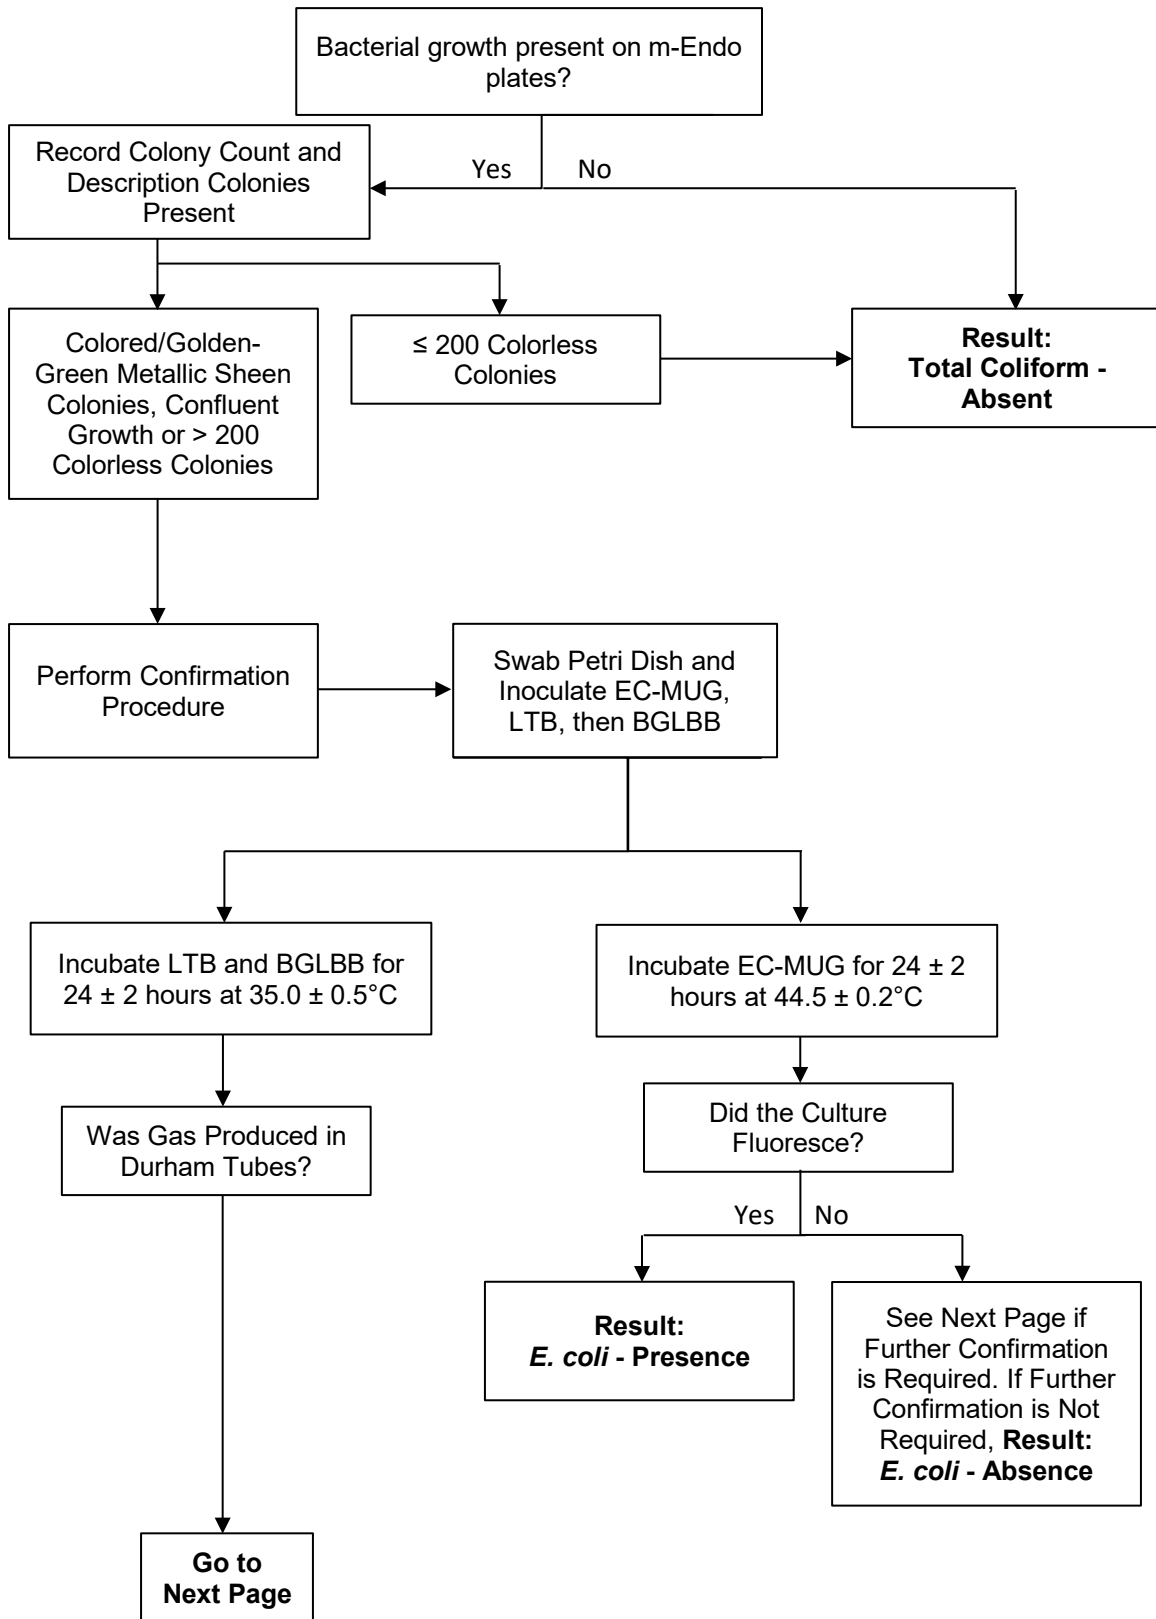 Bacterial growth present on m-Endo
plates?
Record Colony Count and
Description Colonies
Present
Yes
No
Colored/Golden-
Green Metallic Sheen
Colonies, Confluent
Growth or > 200
Colorless Colonies
≤ 200 Colorless
Colonies
Result:
Total Coliform -
Absent
Perform Confirmation
Procedure
Swab Petri Dish and
Inoculate EC-MUG,
LTB, then BGLBB
Incubate LTB and BGLBB for
24 ± 2 hours at 35.0 ± 0.5°C
Incubate EC-MUG for 24 ± 2
hours at 44.5 ± 0.2°C
Was Gas Produced in
Durham Tubes?
Did the Culture
Fluoresce?
Yes
No
Result:
E. coli - Presence
See Next Page if
Further Confirmation
is Required. If Further
Confirmation is Not
Required, Result:
E. coli - Absence
Go to
Next Page